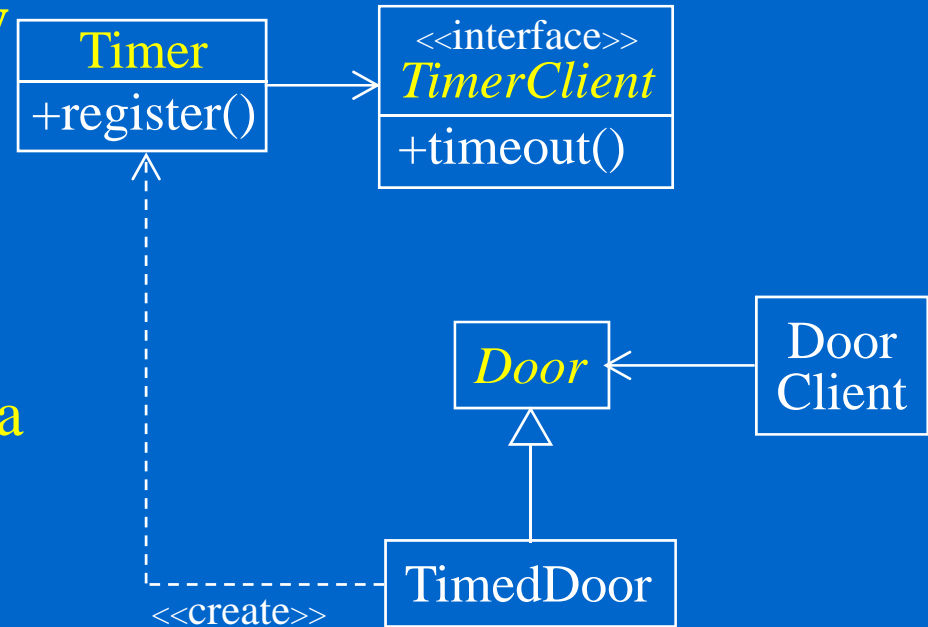 y
Timer
+register()
<<interface>>
TimerClient
+timeout()
Door
Door
Client
a
TimedDoor
<<create>>